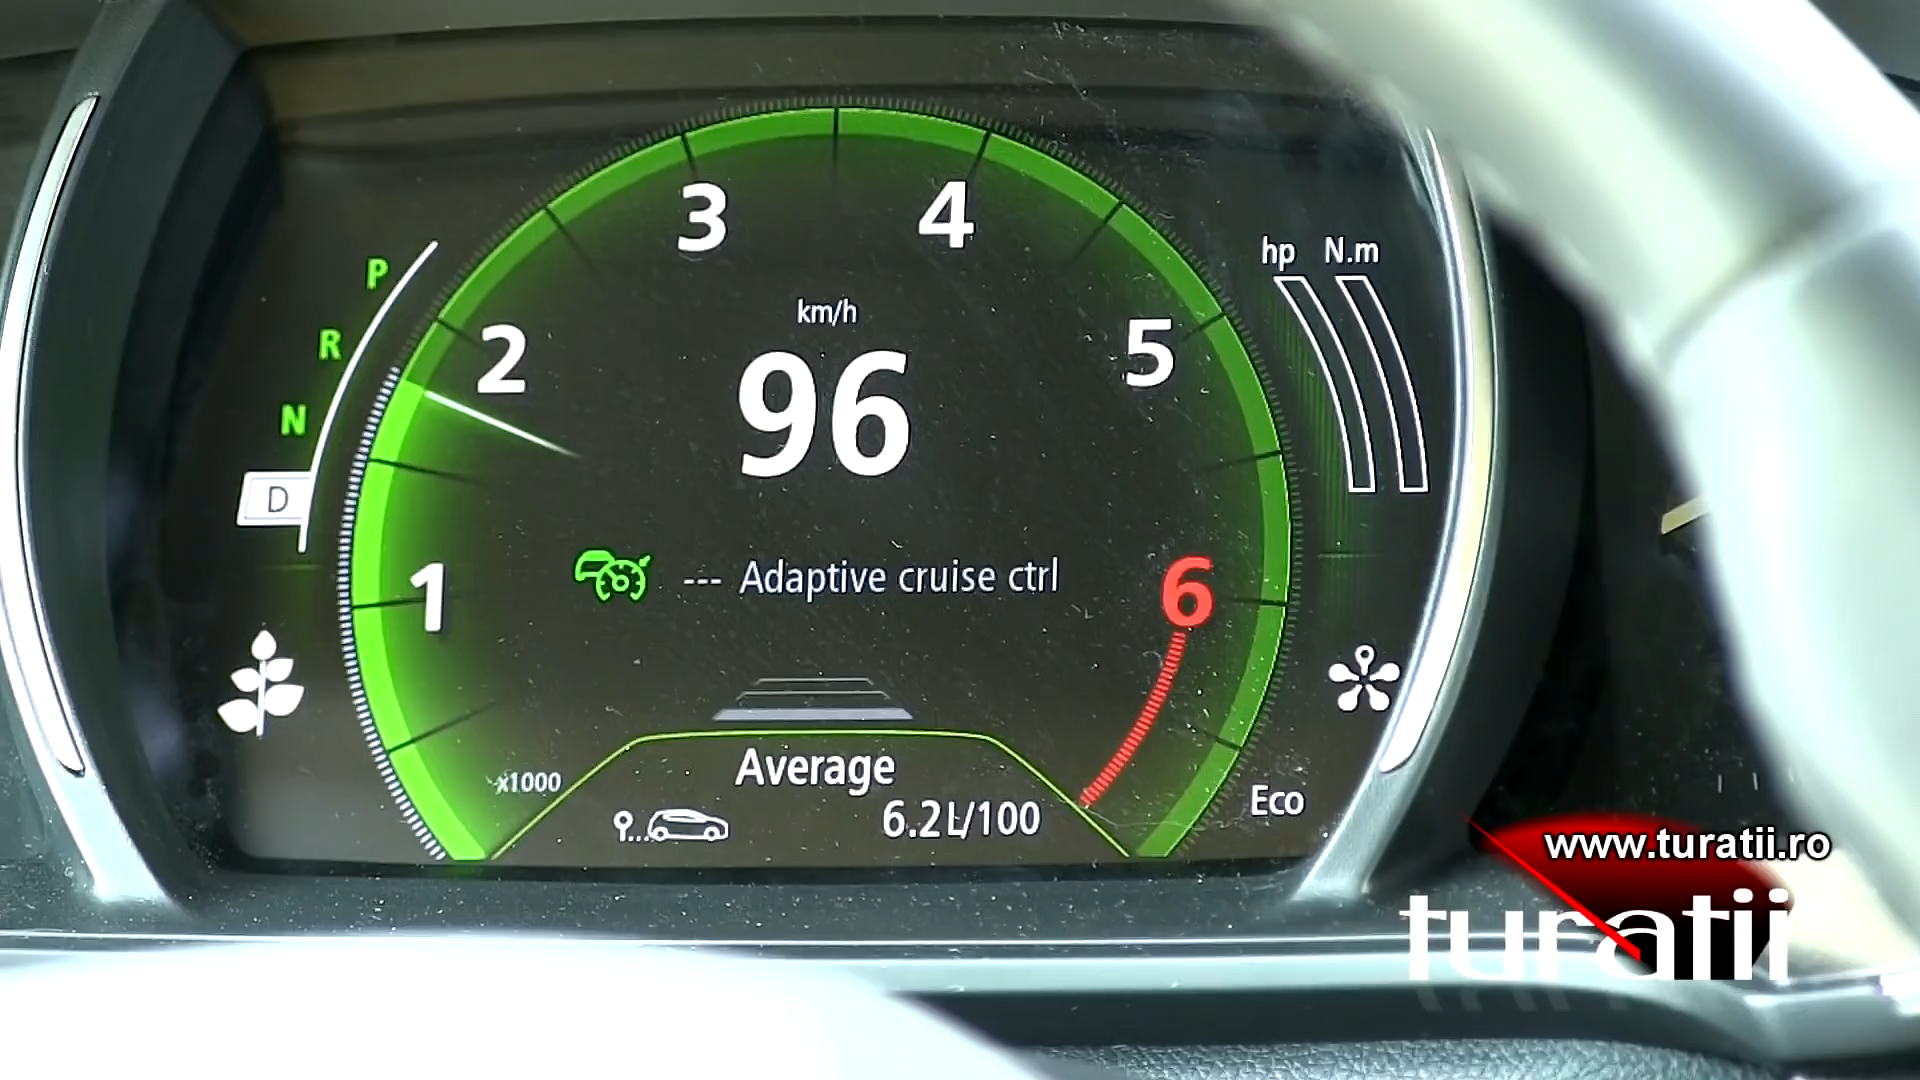 3 4
hp N.m
P
km/h
R
2
96
5
N
D
1
--- Adaptive cruise ctrl
6
Average
x1000
6.2L/100
Eco
www.turatii.ro
turatii